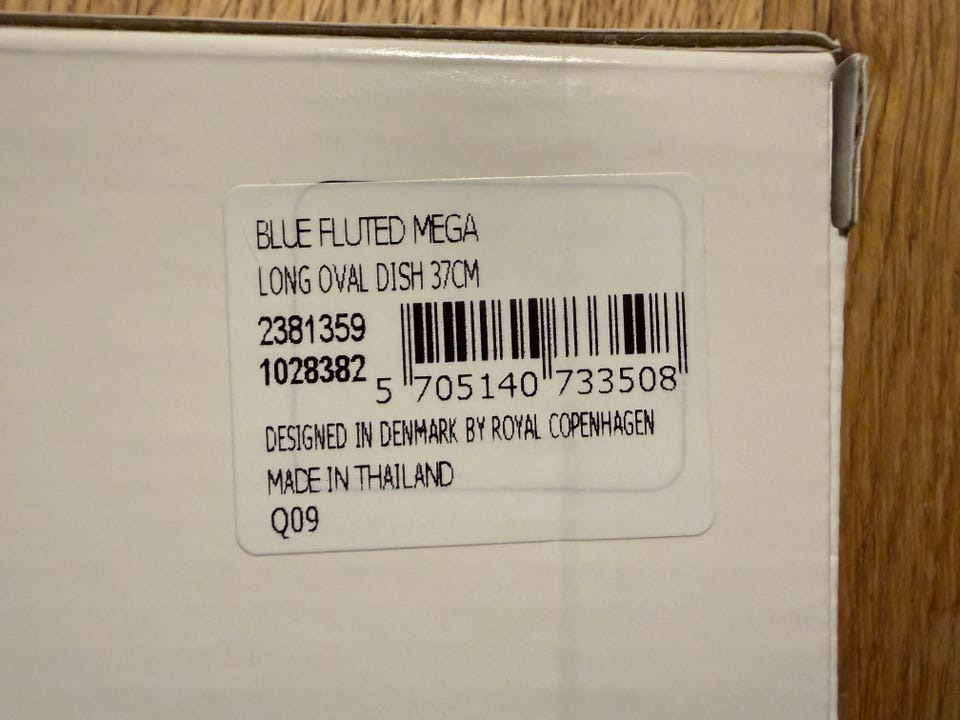 BLUE FLUTED MEGA
LONG OVAL DISH 37CM
2381359
1028382
5 705140 733508
DESIGNED IN DENMARK BY ROYAL COPENHAGEN
MADE IN THAILAND
Q09